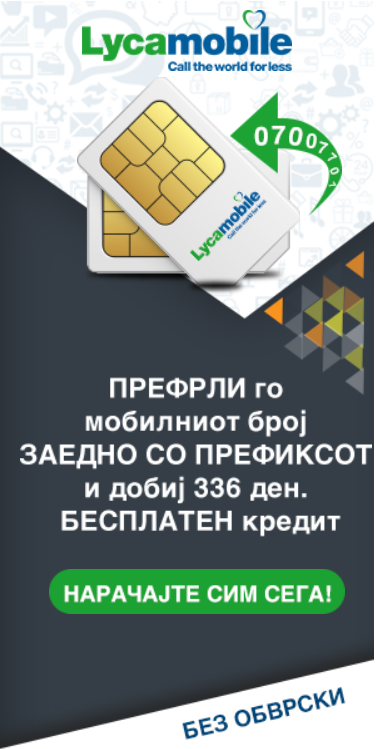 Lycamobile
Call the world for less
07007701
Lycamobile
Call the world for less
ПРЕФРЛИ го
мобилниот број
ЗАЕДНО СО ПРЕФИКСОТ
и добиј 336 ден.
БЕСПЛАТЕН кредит
НАРАЧАЈТЕ СИМ СЕГА!
БЕЗ ОБВРСКИ